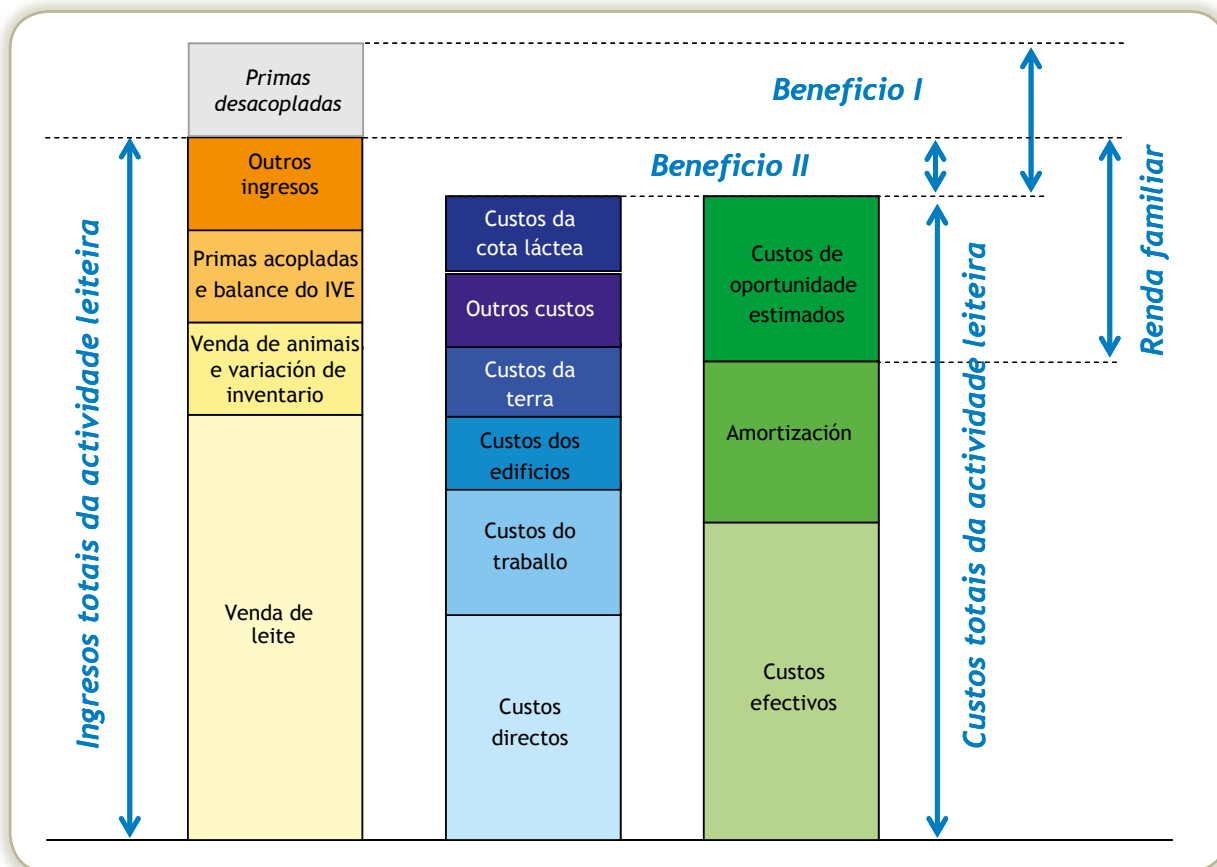 Primas
desacopladas
Beneficio I
Outros
ingresos
Beneficio II
Primas acopladas
e balance do IVE
Venda de animais
e variación de
inventario
Venda de
leite
Ingresos totais da actividade leiteira
Custos da
cota láctea
Outros custos
Custos da
terra
Custos dos
edificios
Custos do
traballo
Custos
directos
Custos de
oportunidade
estimados
Amortización
Custos
efectivos
Custos totais da actividade leiteira
Renda familiar